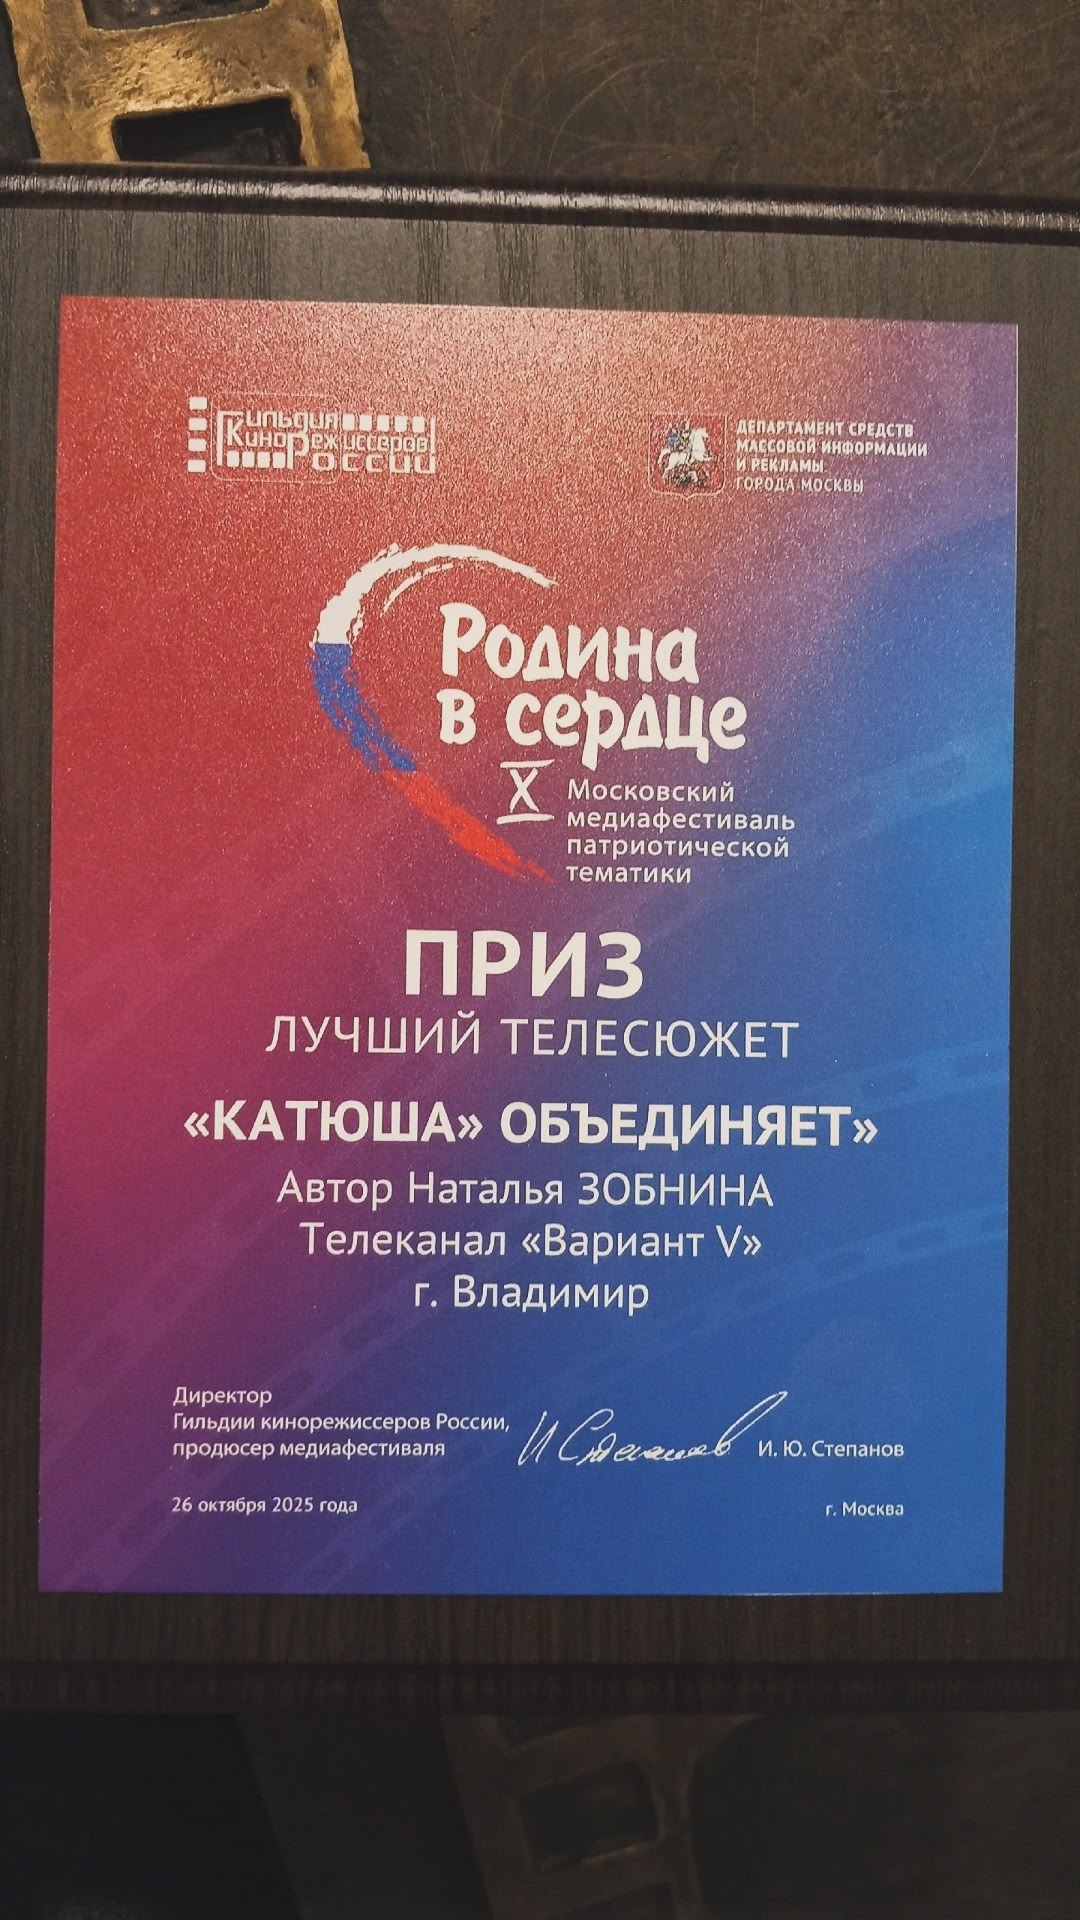 Гильдия
КиноРежиссеров
России
ДЕПАРТАМЕНТ СРЕДСТВ
МАССОВОЙ ИНФОРМАЦИИ
И РЕКЛАМЫ
ГОРОДА МОСКВЫ
Родина
в сердце
X
Московский
медиафестиваль
патриотической
тематики
ПРИЗ
ЛУЧШИЙ ТЕЛЕСЮЖЕТ
«КАТЮША» ОБЪЕДИНЯЕТ»
Автор Наталья ЗОБНИНА
Телеканал «Вариант V»
г. Владимир
Директор
Гильдии кинорежиссеров России,
продюсер медиафестиваля
И Степанов
И. Ю. Степанов
26 октября 2025 года
г. Москва